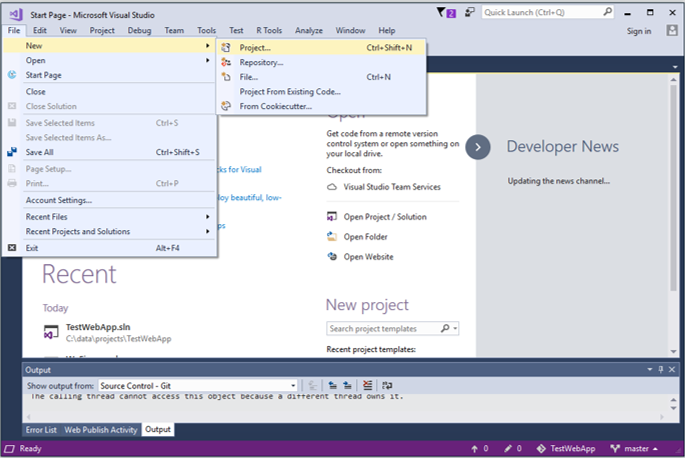 Start Page - Microsoft Visual Studio
2
Quick Launch (Ctrl+Q)
File Edit View Project Debug Team Tools Test R Tools Analyze Window Help
Sign in
New
Open
Start Page
Close
Close Solution
Save Selected Items Ctrl+S
Save Selected Items As...
Save All Ctrl+Shift+S
Page Setup...
Print... Ctrl+P
Account Settings...
Recent Files
Recent Projects and Solutions
Exit Alt+F4
Project... Ctrl+Shift+N
Repository...
File... Ctrl+N
Project From Existing Code...
From Cookiecutter...
ks for Visual
loy beautiful, low-
ps
Recent
Today
TestWebApp.sln
C:\data\projects\TestWebApp
Open
Get code from a remote version
control system or open something on
your local drive.
Checkout from:
Visual Studio Team Services
Open Project / Solution
Open Folder
Open Website
New project
Search project templates
Recent project templates:
Developer News
Updating the news channel...
Output
Show output from: Source Control - Git
The calling thread cannot access this object because a different thread owns it.
Error List Web Publish Activity Output
Ready
0
0
TestWebApp
master